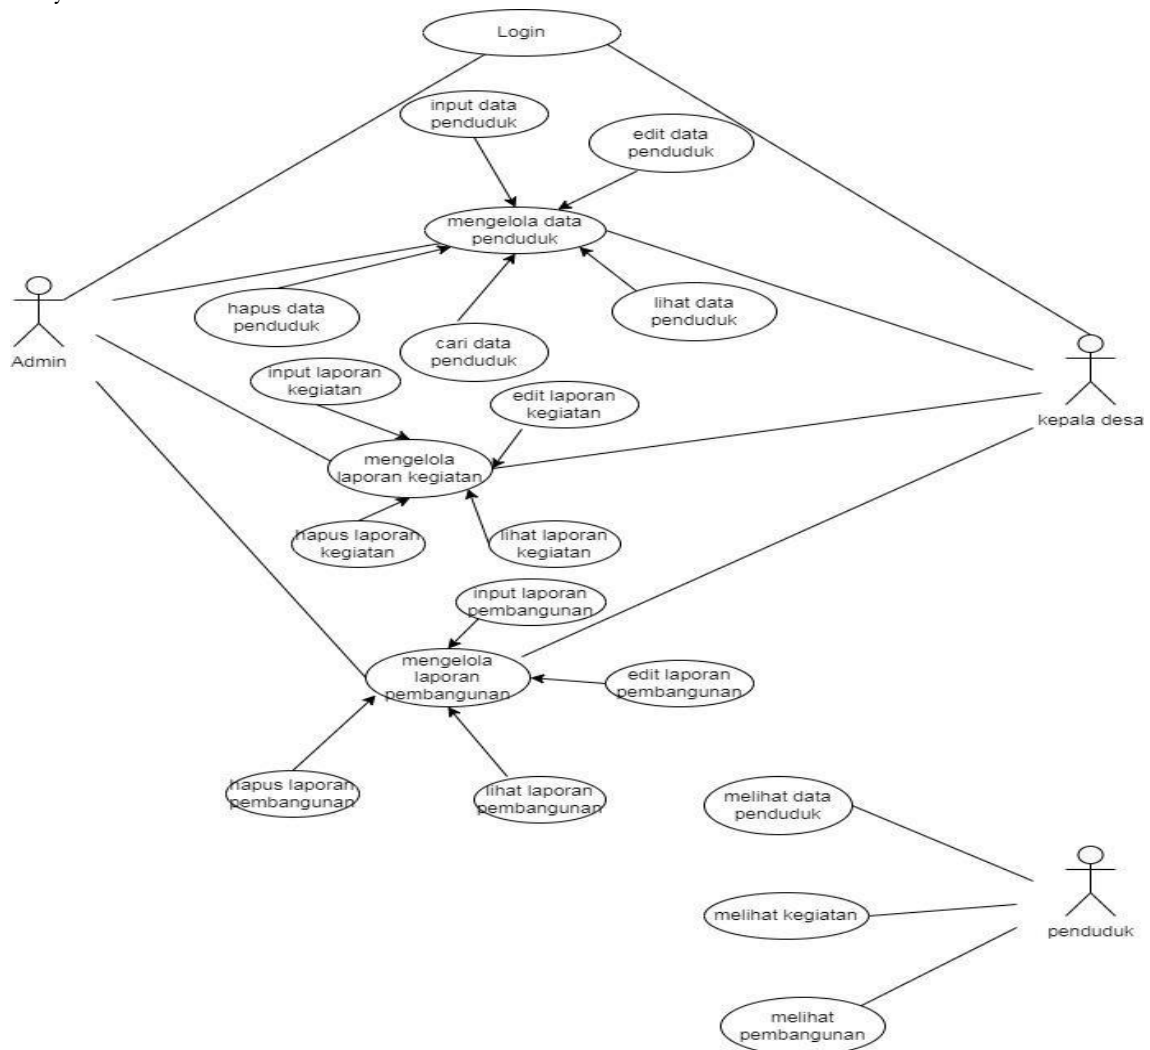 Login
input data
penduduk
edit data
penduduk
mengelola data
penduduk
hapus data
penduduk
lihat data
penduduk
cari data
penduduk
Admin
kepala desa
input laporan
kegiatan
edit laporan
kegiatan
mengelola
laporan kegiatan
hapus laporan
kegiatan
lihat laporan
kegiatan
input laporan
pembangunan
mengelola
laporan
pembangunan
edit laporan
pembangunan
hapus laporan
pembangunan
lihat laporan
pembangunan
melihat data
penduduk
melihat kegiatan
penduduk
melihat
pembangunan